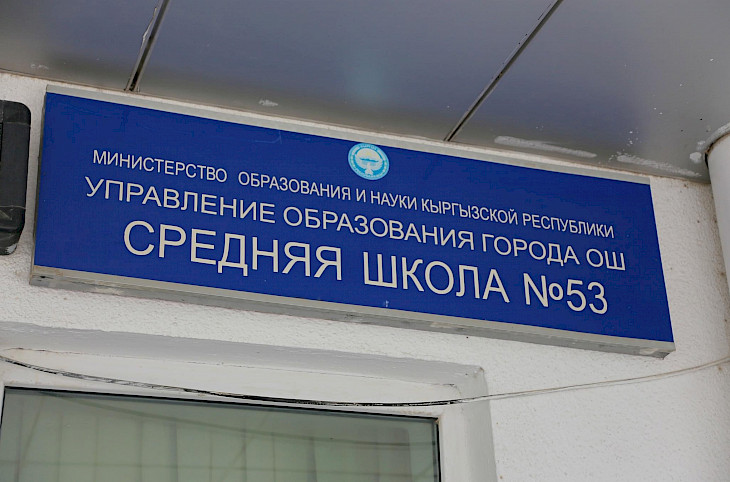 МИНИСТЕРСТВО ОБРАЗОВАНИЯ И НАУКИ КЫРГЫЗСКОЙ РЕСПУБЛИКИ
УПРАВЛЕНИЕ ОБРАЗОВАНИЯ ГОРОДА ОШ
СРЕДНЯЯ ШКОЛА №53